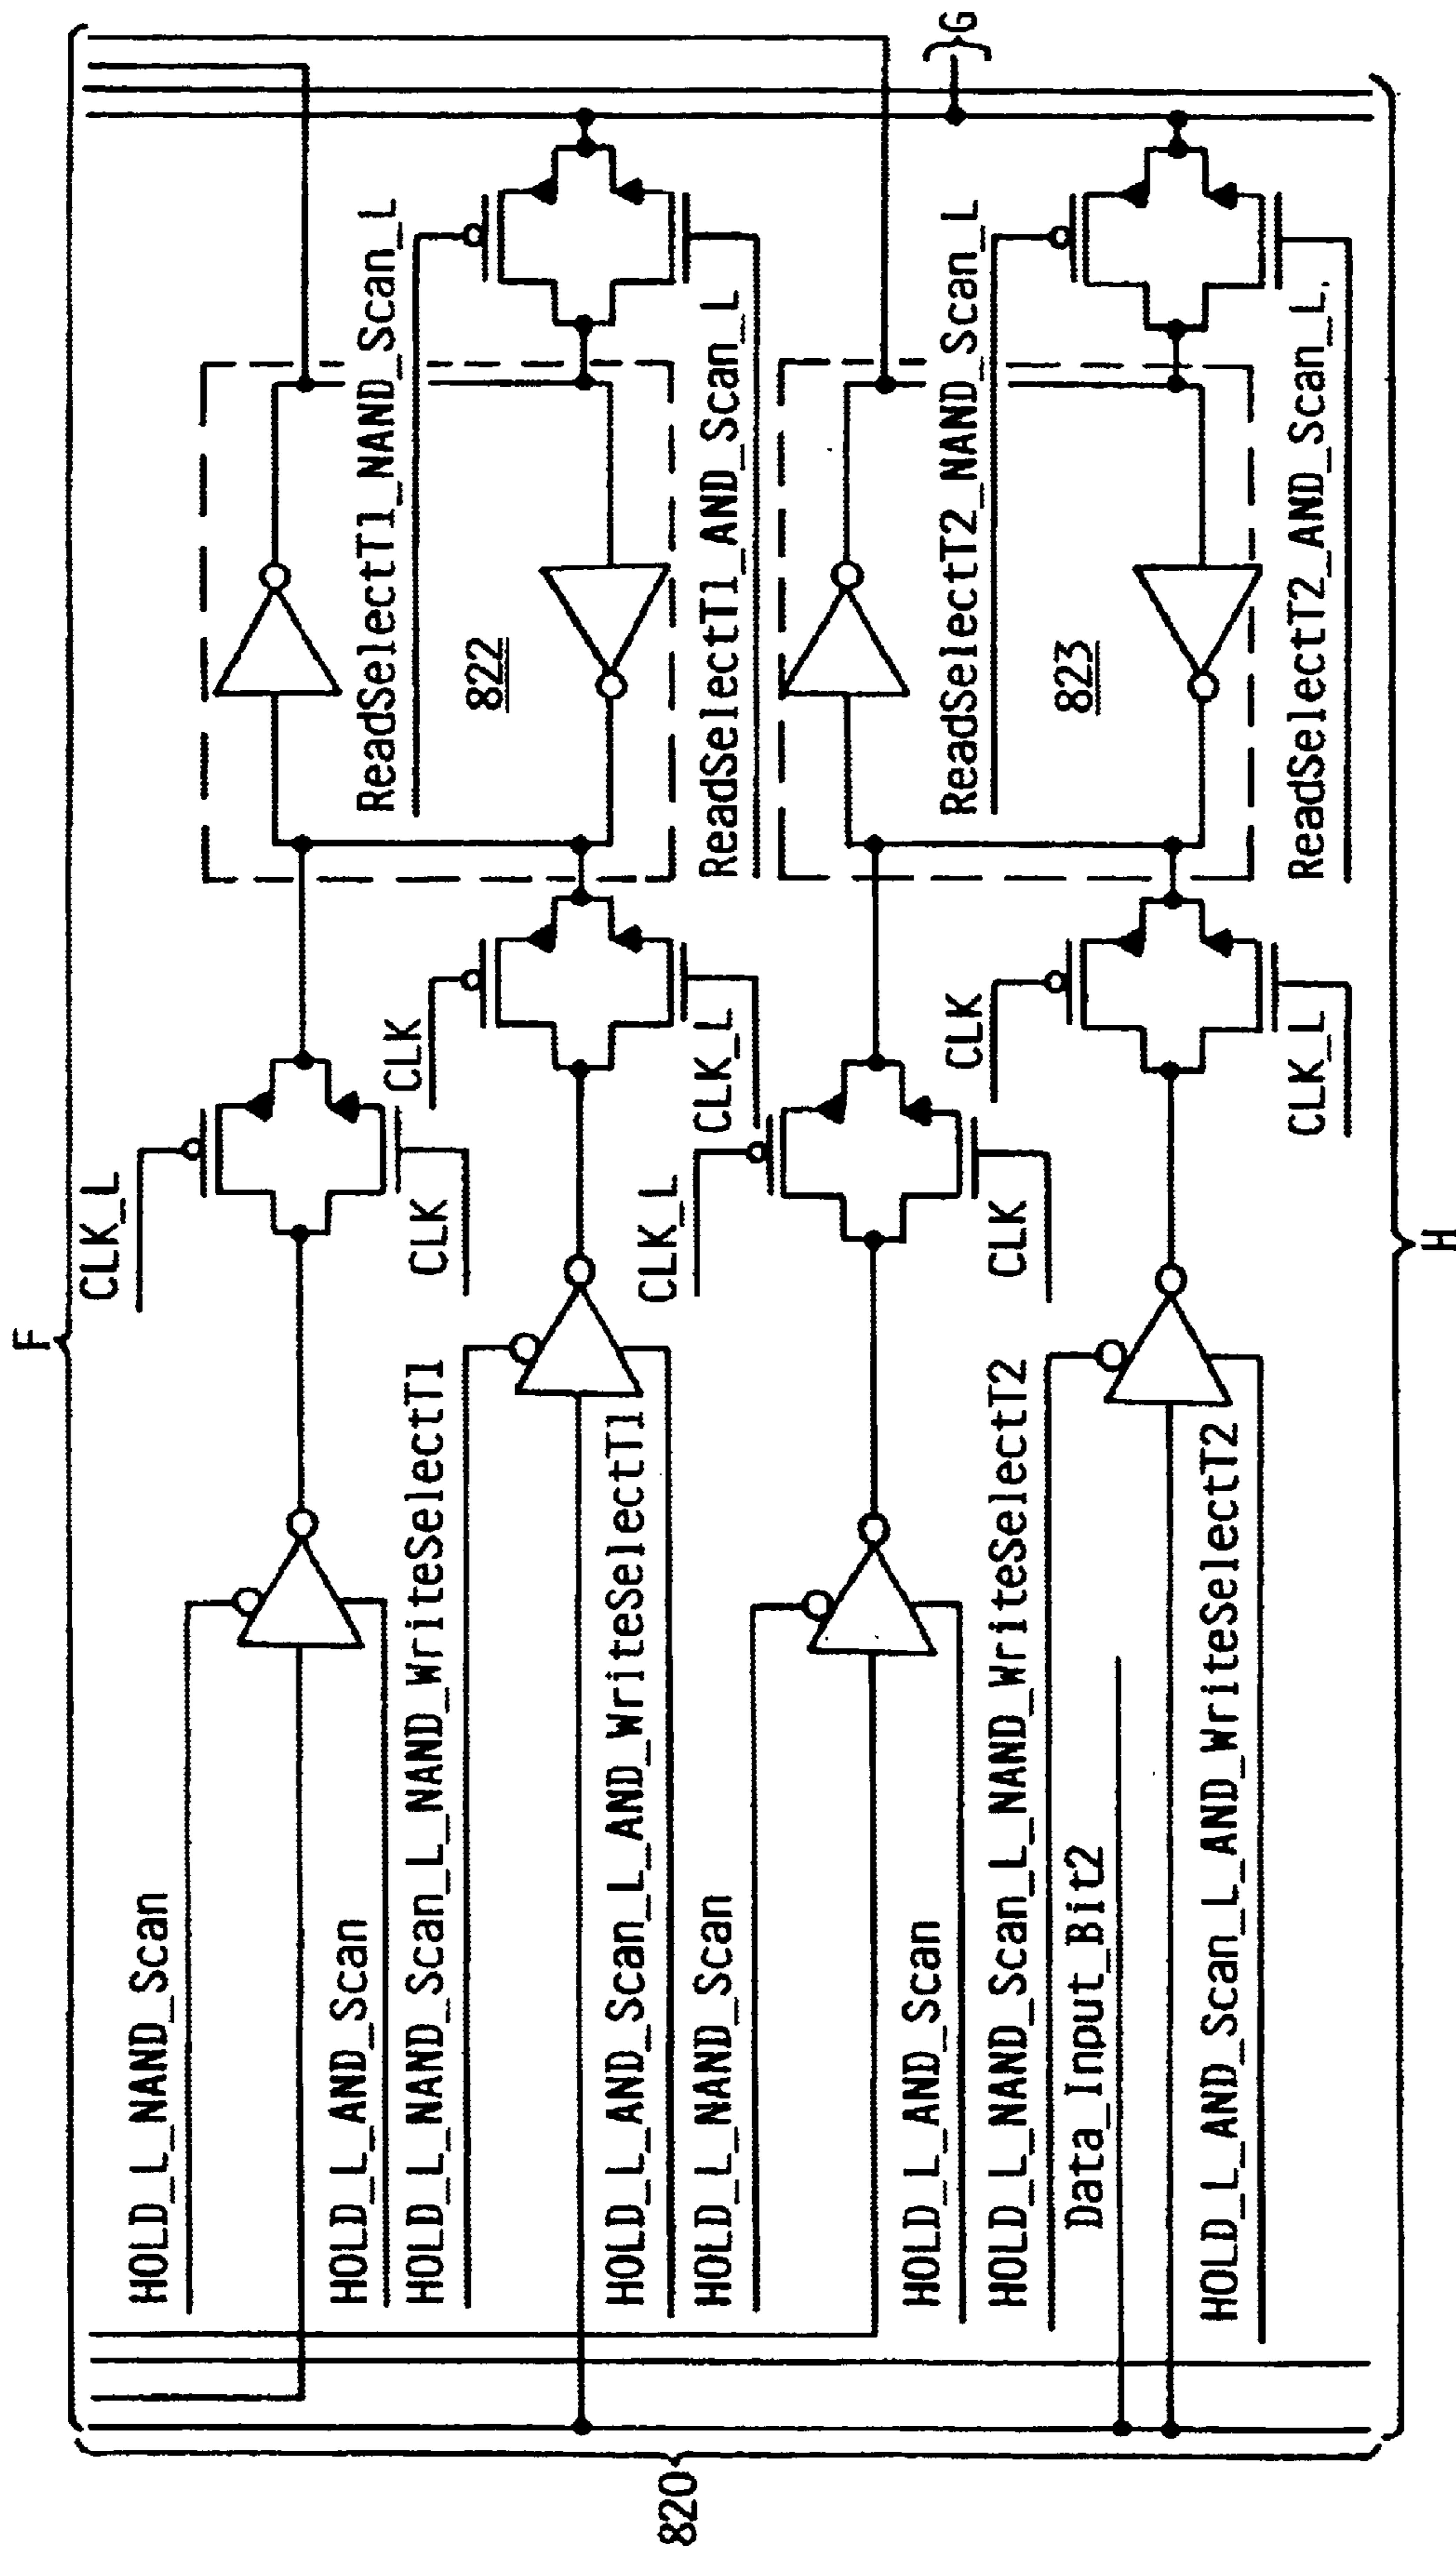 F
820
HOLD_L_NAND_Scan
CLK_L
HOLD_L_AND_Scan
CLK
HOLD_L_NAND_Scan_L_NAND_WriteSelectT1
CLK
ReadSelectT1_NAND_Scan_L
822
HOLD_L_AND_Scan_L_AND_WriteSelectT1
CLK_L
ReadSelectT1_AND_Scan_L
HOLD_L_NAND_Scan
CLK_L
HOLD_L_AND_Scan
CLK
HOLD_L_NAND_Scan_L_NAND_WriteSelectT2
CLK
ReadSelectT2_NAND_Scan_L
G
Data_Input_Bit2
823
HOLD_L_AND_Scan_L_AND_WriteSelectT2
CLK_L
ReadSelectT2_AND_Scan_L.
H